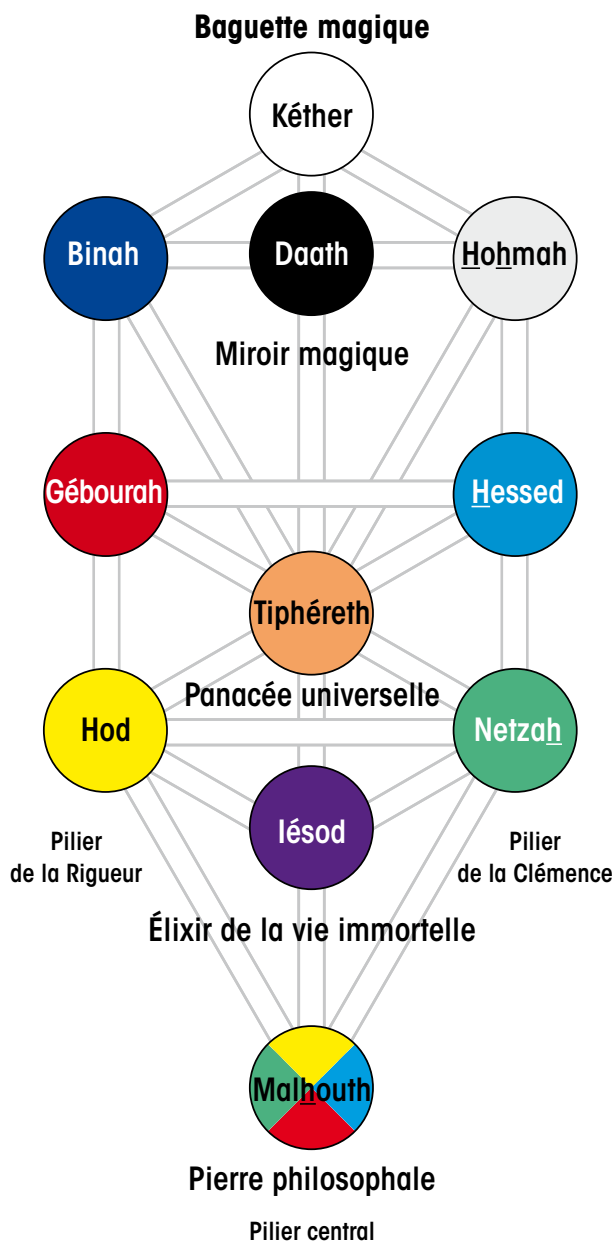 Baguette magique
Kéther
Binah
Daath
Hohmah
Miroir magique
Gébourah
Hessed
Tiphéreth
Panacée universelle
Hod
Netzah
Iésod
Pilier
de la Rigueur
Pilier
de la Clémence
Élixir de la vie immortelle
Malhouth
Pierre philosophale
Pilier central